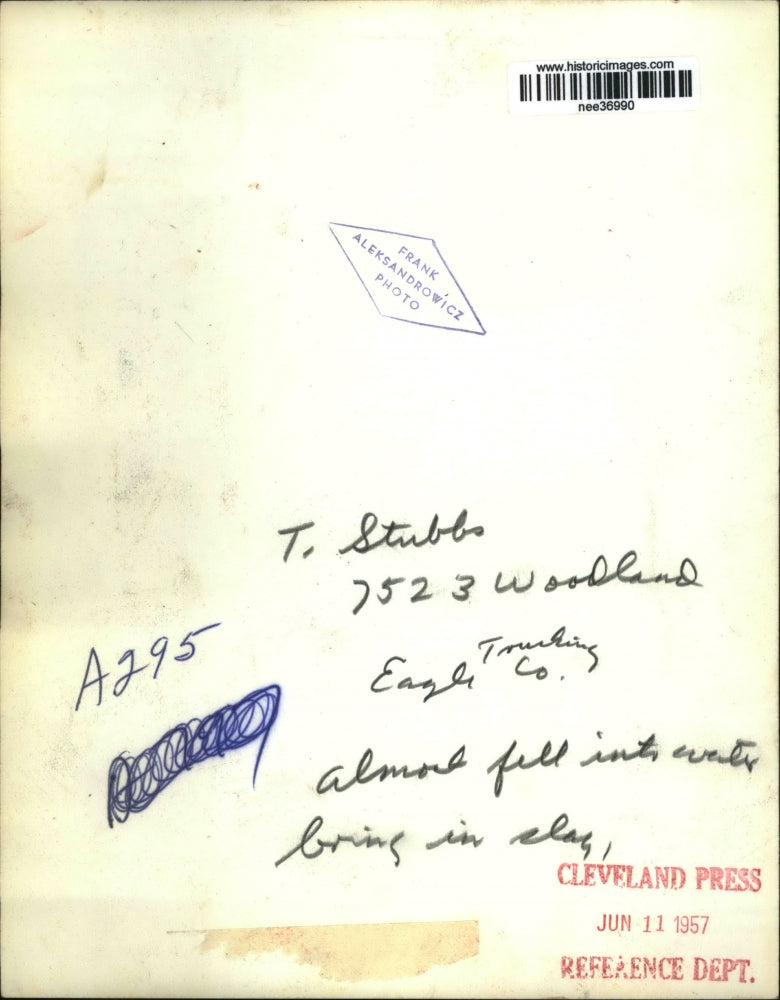 www.historicimages.com
nee36990
FRANK
ALEKSANDROWICZ
PHOTO
T. Stubbs
7523 Woodland
Eagle Trucking Co.
A295
almost fell into water
bring in slag,
CLEVELAND PRESS
JUN 11 1957
REFERENCE DEPT.